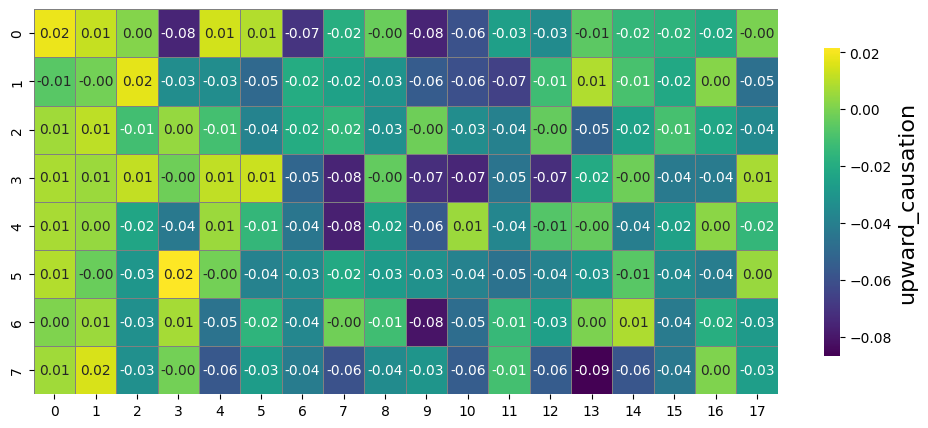 0 0.02 0.01 0.00 -0.08 0.01 0.01 -0.07 -0.02 -0.00 -0.08 -0.06 -0.03 -0.03 -0.01 -0.02 -0.02 -0.02 -0.00
1 -0.01 -0.00 0.02 -0.03 -0.03 -0.05 -0.02 -0.02 -0.03 -0.06 -0.06 -0.07 -0.01 0.01 -0.01 -0.02 0.00 -0.05
2 0.01 0.01 -0.01 0.00 -0.01 -0.04 -0.02 -0.02 -0.03 -0.00 -0.03 -0.04 -0.00 -0.05 -0.02 -0.01 -0.02 -0.04
3 0.01 0.01 0.01 -0.00 0.01 0.01 -0.05 -0.08 -0.00 -0.07 -0.07 -0.05 -0.07 -0.02 -0.00 -0.04 -0.04 0.01
4 0.01 0.00 -0.02 -0.04 0.01 -0.01 -0.04 -0.08 -0.02 -0.06 0.01 -0.04 -0.01 -0.00 -0.04 -0.02 0.00 -0.02
5 0.01 -0.00 -0.03 0.02 -0.00 -0.04 -0.03 -0.02 -0.03 -0.03 -0.04 -0.05 -0.04 -0.03 -0.01 -0.04 -0.04 0.00
6 0.00 0.01 -0.03 0.01 -0.05 -0.02 -0.04 -0.00 -0.01 -0.08 -0.05 -0.01 -0.03 0.00 0.01 -0.04 -0.02 -0.03
7 0.01 0.02 -0.03 -0.00 -0.06 -0.03 -0.04 -0.06 -0.04 -0.03 -0.06 -0.01 -0.06 -0.09 -0.06 -0.04 0.00 -0.03
0 1 2 3 4 5 6 7 8 9 10 11 12 13 14 15 16 17
0.02
0.00
−0.02
−0.04
−0.06
−0.08
upward_causation